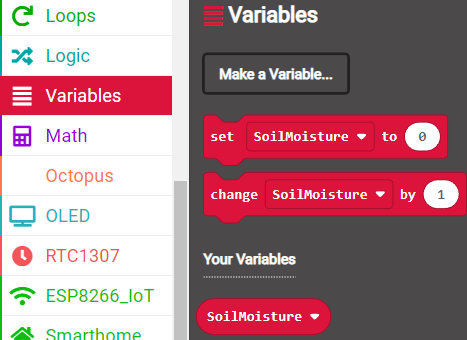 Loops
Logic
Variables
Math
Octopus
OLED
RTC1307
ESP8266_IoT
Smarthome
Variables
Make a Variable...
set SoilMoisture to 0
change SoilMoisture by 1
Your Variables
SoilMoisture